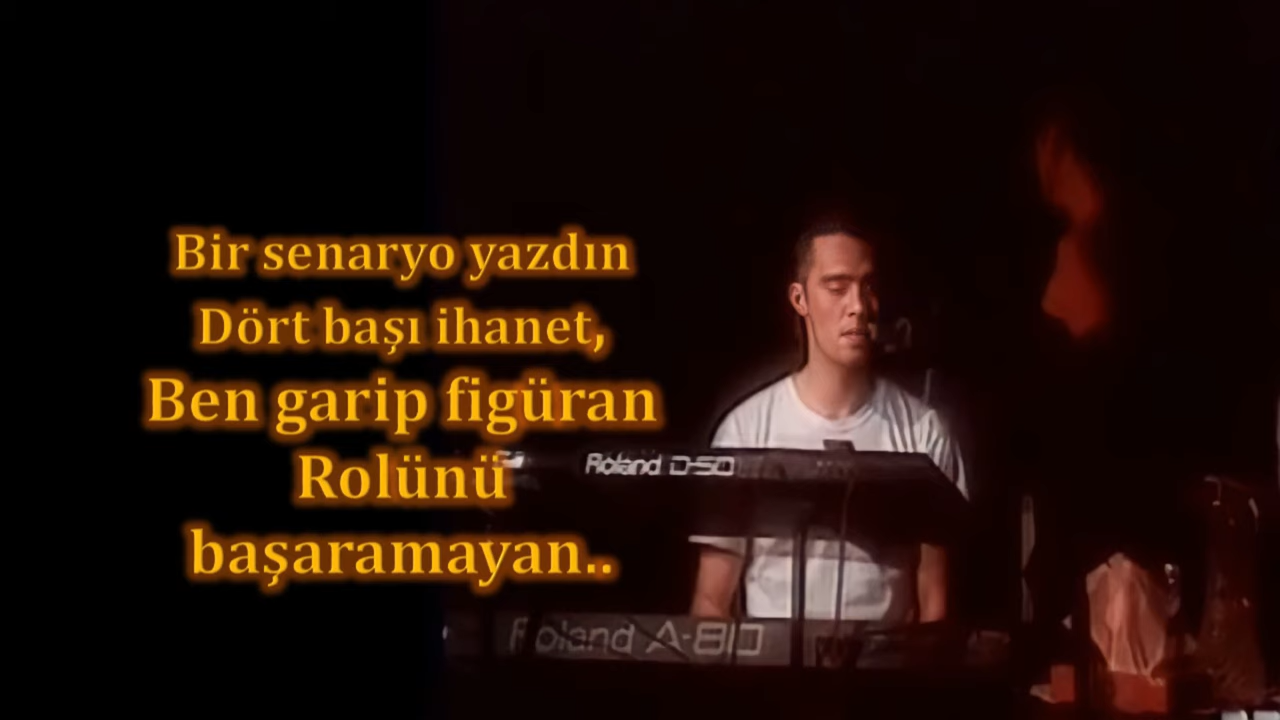 Bir senaryo yazdın
Dört başı ihanet,
Ben garip figüran
Rolünü
başaramayan..
Roland D-50
Roland A-80